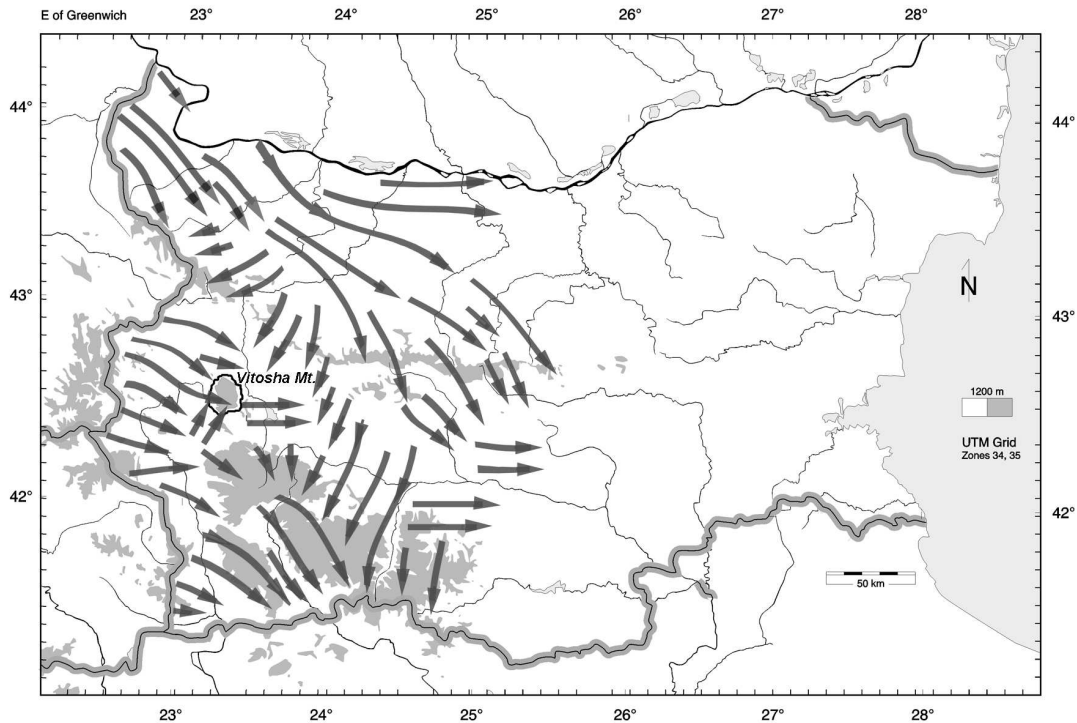 E of Greenwich 23° 24° 25° 26° 27° 28°
44° 44°
43° 43°
42° 42°
N
Vitosha Mt.
1200 m
UTM Grid
Zones 34, 35
50 km
23° 24° 25° 26° 27° 28°